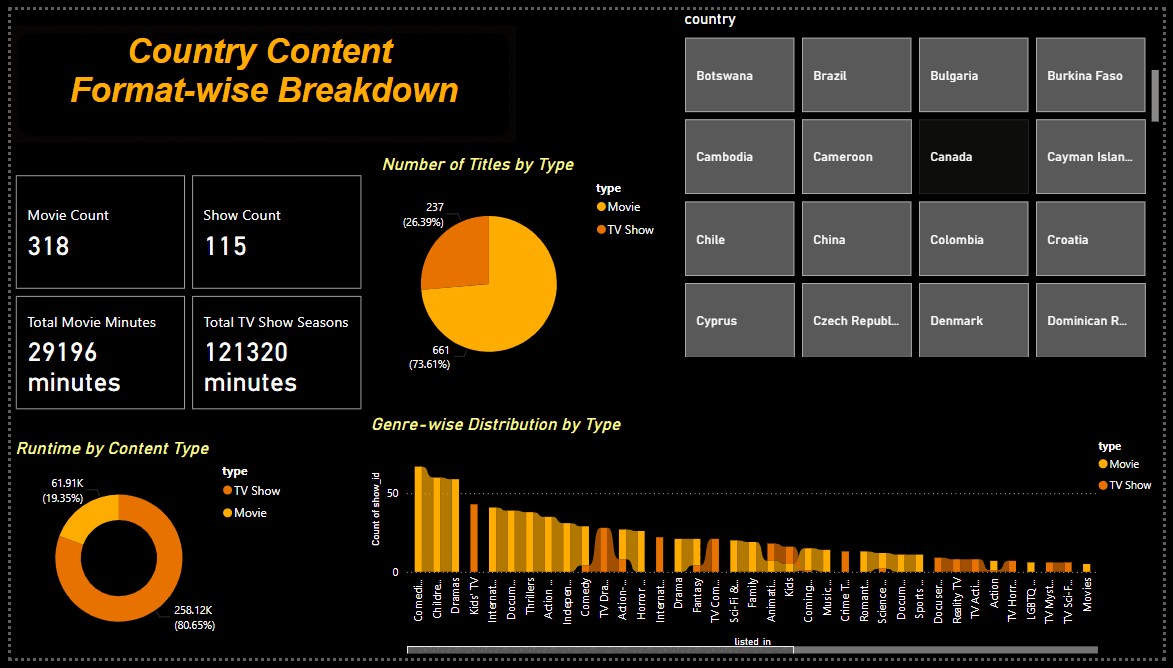 Country Content
Format-wise Breakdown
country
Botswana
Brazil
Bulgaria
Burkina Faso
Cambodia
Cameroon
Canada
Cayman Islan...
Chile
China
Colombia
Croatia
Cyprus
Czech Republ...
Denmark
Dominican R...
Movie Count
318
Show Count
115
Total Movie Minutes
29196
minutes
Total TV Show Seasons
121320
minutes
Number of Titles by Type
type
Movie
TV Show
237
(26.39%)
661
(73.61%)
Runtime by Content Type
type
TV Show
Movie
61.91K
(19.35%)
258.12K
(80.65%)
Genre-wise Distribution by Type
type
Movie
TV Show
Count of show_id
50
0
Comedi...
Childre...
Dramas
Kids' TV
Internat...
Docum...
Thrillers
Action ...
Indepen...
Comedy
TV Dra...
Action-...
Horror ...
Internat...
Drama
Fantasy
TV Com...
Sci-Fi &...
Family
Animati...
Kids
Coming...
Music ...
Crime T...
Romant...
Science ...
Docum...
Sports ...
Docuser...
Reality TV
TV Acti...
Action
TV Horr...
LGBTQ...
TV Myst...
TV Sci-F...
Movies
listed_in